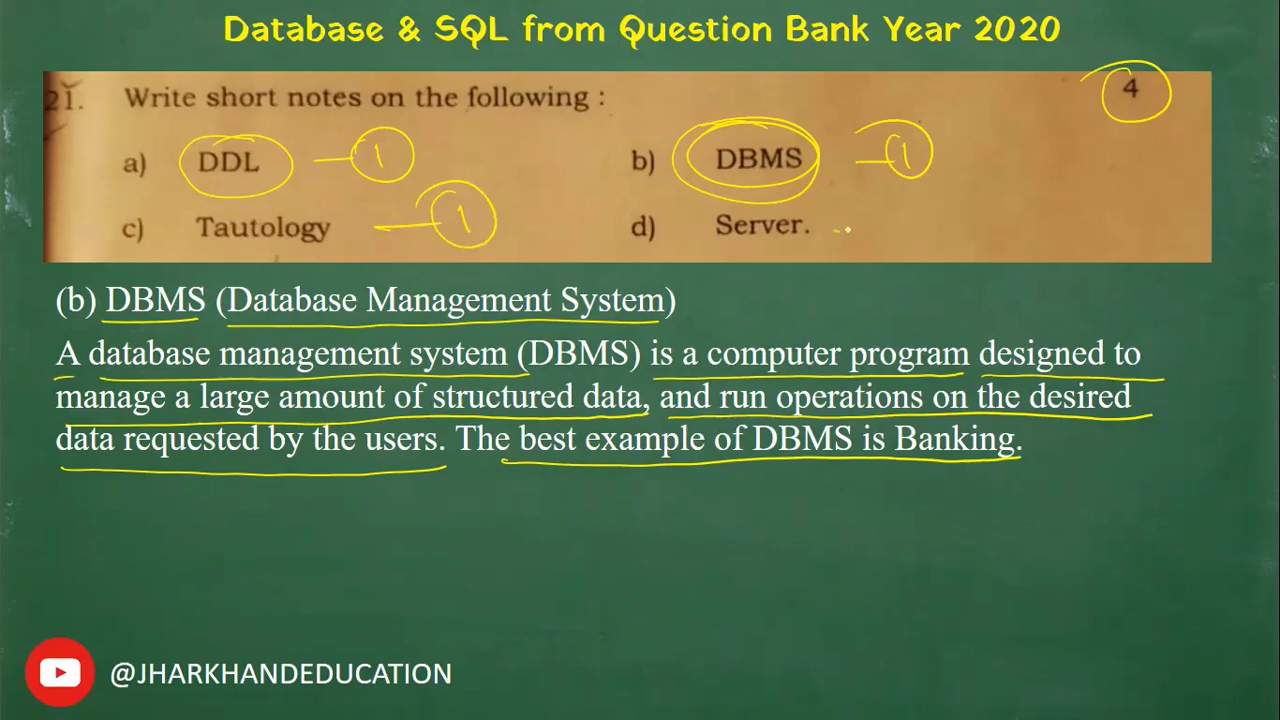 Database & SQL from Question Bank Year 2020
21. Write short notes on the following : 4
a) DDL — 1 b) DBMS — 1
c) Tautology — 1 d) Server.
(b) DBMS (Database Management System)
A database management system (DBMS) is a computer program designed to
manage a large amount of structured data, and run operations on the desired
data requested by the users. The best example of DBMS is Banking.
@JHARKHANDEDUCATION